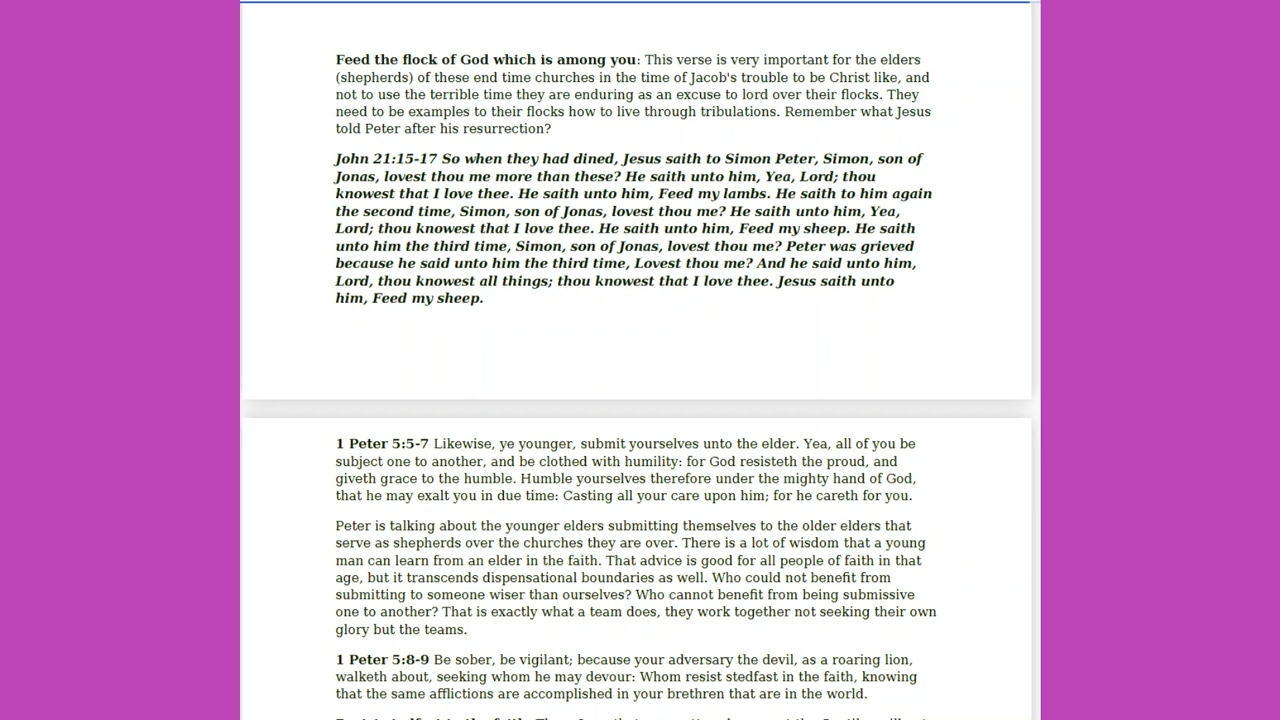 Feed the flock of God which is among you: This verse is very important for the elders
(shepherds) of these end time churches in the time of Jacob's trouble to be Christ like, and
not to use the terrible time they are enduring as an excuse to lord over their flocks. They
need to be examples to their flocks how to live through tribulations. Remember what Jesus
told Peter after his resurrection?
John 21:15-17 So when they had dined, Jesus saith to Simon Peter, Simon, son of
Jonas, lovest thou me more than these? He saith unto him, Yea, Lord; thou
knowest that I love thee. He saith unto him, Feed my lambs. He saith to him again
the second time, Simon, son of Jonas, lovest thou me? He saith unto him, Yea,
Lord; thou knowest that I love thee. He saith unto him, Feed my sheep. He saith
unto him the third time, Simon, son of Jonas, lovest thou me? Peter was grieved
because he said unto him the third time, Lovest thou me? And he said unto him,
Lord, thou knowest all things; thou knowest that I love thee. Jesus saith unto
him, Feed my sheep.
1 Peter 5:5-7 Likewise, ye younger, submit yourselves unto the elder. Yea, all of you be
subject one to another, and be clothed with humility: for God resisteth the proud, and
giveth grace to the humble. Humble yourselves therefore under the mighty hand of God,
that he may exalt you in due time: Casting all your care upon him; for he careth for you.
Peter is talking about the younger elders submitting themselves to the older elders that
serve as shepherds over the churches they are over. There is a lot of wisdom that a young
man can learn from an elder in the faith. That advice is good for all people of faith in that
age, but it transcends dispensational boundaries as well. Who could not benefit from
submitting to someone wiser than ourselves? Who cannot benefit from being submissive
one to another? That is exactly what a team does, they work together not seeking their own
glory but the teams.
1 Peter 5:8-9 Be sober, be vigilant; because your adversary the devil, as a roaring lion,
walketh about, seeking whom he may devour: Whom resist stedfast in the faith, knowing
that the same afflictions are accomplished in your brethren that are in the world.